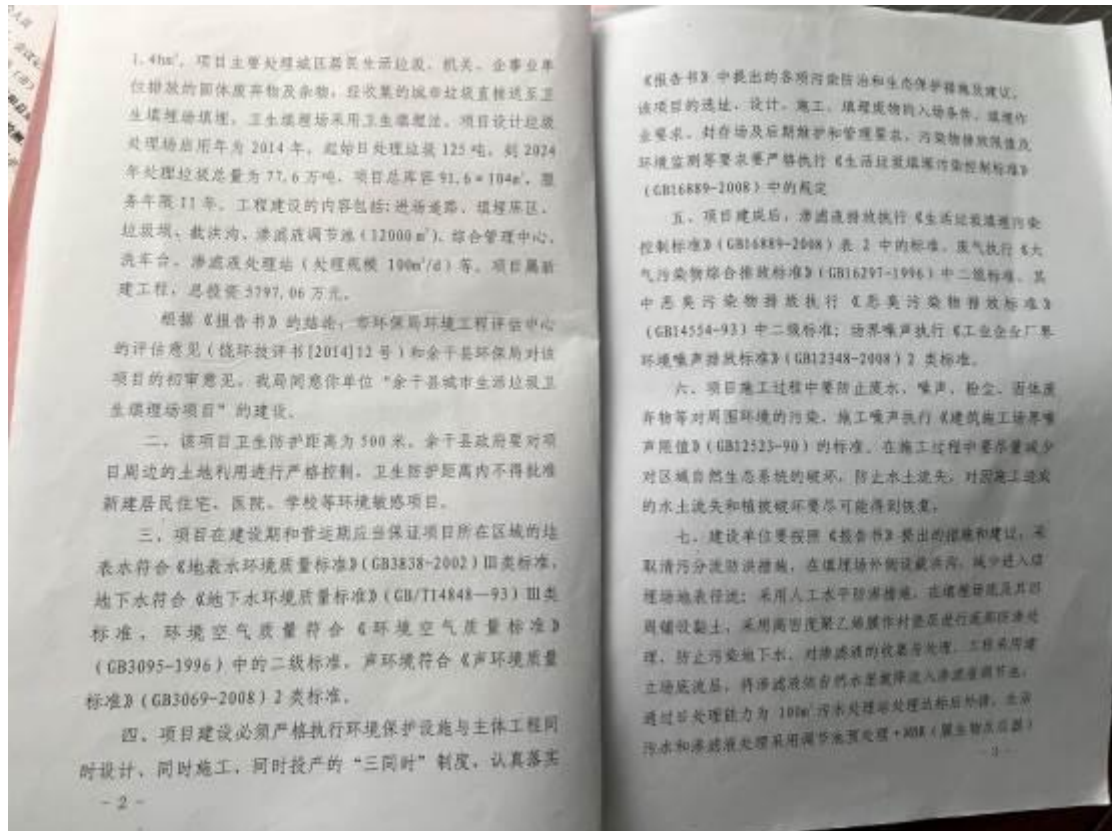 1.4hm²。项目主要处理城区居民生活垃圾、机关、企事业单
位排放的固体废弃物及杂物，经收集的城市垃圾直接送至卫
生填埋场填埋，卫生填埋场采用卫生填埋法。项目设计垃圾
处理场启用年为 2014 年，起始日处理垃圾 125 吨，到 2024
年处理垃圾总量为 77.6 万吨，项目总库容 91.6*104m³，服
务年限 11 年。工程建设的内容包括：进场道路、填埋库区、
垃圾坝、截洪沟、渗滤液调节池（12000m³）、综合管理中心、
洗车台、渗滤液处理站（处理规模 100m³/d）等。项目属新
建工程，总投资 5797.06 万元。
根据《报告书》的结论，市环保局环境工程评估中心
的评估意见（饶环技评书[2014]12 号）和余干县环保局对该
项目的初审意见，我局同意你单位“余干县城市生活垃圾卫
生填埋场项目”的建设。
二、该项目卫生防护距离为 500 米。余干县政府要对项
目周边的土地利用进行严格控制，卫生防护距离内不得批准
新建居民住宅、医院、学校等环境敏感项目。
三、项目在建设期和营运期应当保证项目所在区域的地
表水符合《地表水环境质量标准》（GB3838-2002）Ⅲ类标准，
地下水符合《地下水环境质量标准》（GB/T14848—93）Ⅲ类
标准，环境空气质量符合《环境空气质量标准》
（GB3095-1996）中的二级标准，声环境符合《声环境质量
标准》（GB3069-2008）2 类标准。
四、项目建设必须严格执行环境保护设施与主体工程同
时设计、同时施工、同时投产的“三同时”制度，认真落实
- 2 -
《报告书》中提出的各项污染防治和生态保护措施及建议。
该项目的选址、设计、施工、填埋废物的入场条件、填埋作
业要求、封存场及后期维护和管理要求、污染物排放限值及
环境监测等要求要严格执行《生活垃圾填埋污染控制标准》
（GB16889-2008）中的规定
五、项目建成后，渗滤液排放执行《生活垃圾填埋污染
控制标准》（GB16889-2008）表 2 中的标准。废气执行《大
气污染物综合排放标准》（GB16297-1996）中二级标准。其
中恶臭污染物排放执行《恶臭污染物排放标准》
（GB14554-93）中二级标准；场界噪声执行《工业企业厂界
环境噪声排放标准》（GB12348-2008）2 类标准。
六、项目施工过程中要防止废水、噪声、粉尘、固体废
弃物等对周围环境的污染。施工噪声执行《建筑施工场界噪
声限值》（GB12523-90）的标准。在施工过程中要尽量减少
对区域自然生态系统的破坏，防止水土流失，对因施工造成
的水土流失和植被破坏要尽可能得到恢复。
七、建设单位要按照《报告书》提出的措施和建议，采
取清污分流防洪措施，在填埋场外侧设截洪沟，减少进入填
埋场地表径流；采用人工水平防渗措施，在填埋场底及其四
周铺设黏土，采用高密度聚乙烯膜作衬垫层进行底部防渗处
理，防止污染地下水。对渗滤液的收集与处理，工程采用建
立场底流层，将渗滤液依自然水里坡降流入渗滤液调节池，
通过日处理能力为 100m³污水处理站处理达标后外排。生活
污水和渗滤液处理采用调节池预处理+MBR（膜生物反应器）
- 3 -